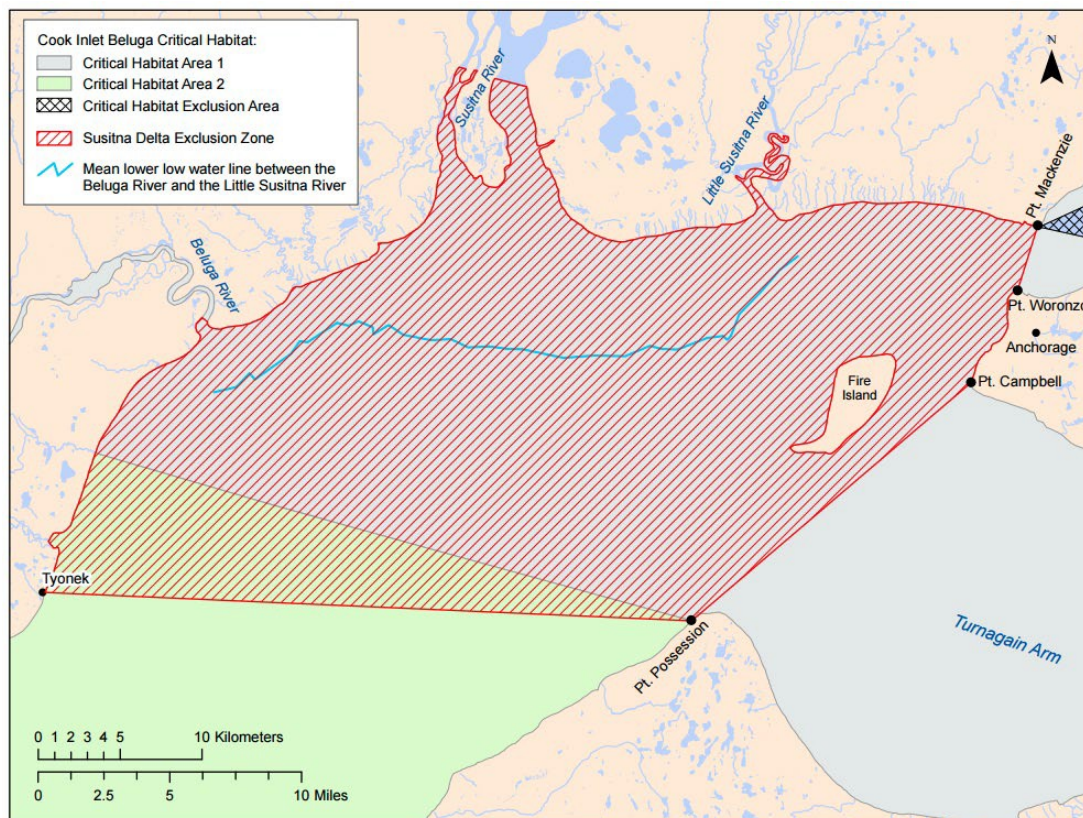 Cook Inlet Beluga Critical Habitat:
Critical Habitat Area 1
Critical Habitat Area 2
Critical Habitat Exclusion Area
Susitna Delta Exclusion Zone
Mean lower low water line between the
Beluga River and the Little Susitna River
N
Susitna River
Little Susitna River
Pt. Mackenzie
Beluga River
Pt. Woronzo
Anchorage
Pt. Campbell
Fire
Island
Tyonek
Pt. Possession
Turnagain Arm
0 1 2 3 4 5 10 Kilometers
0 2.5 5 10 Miles